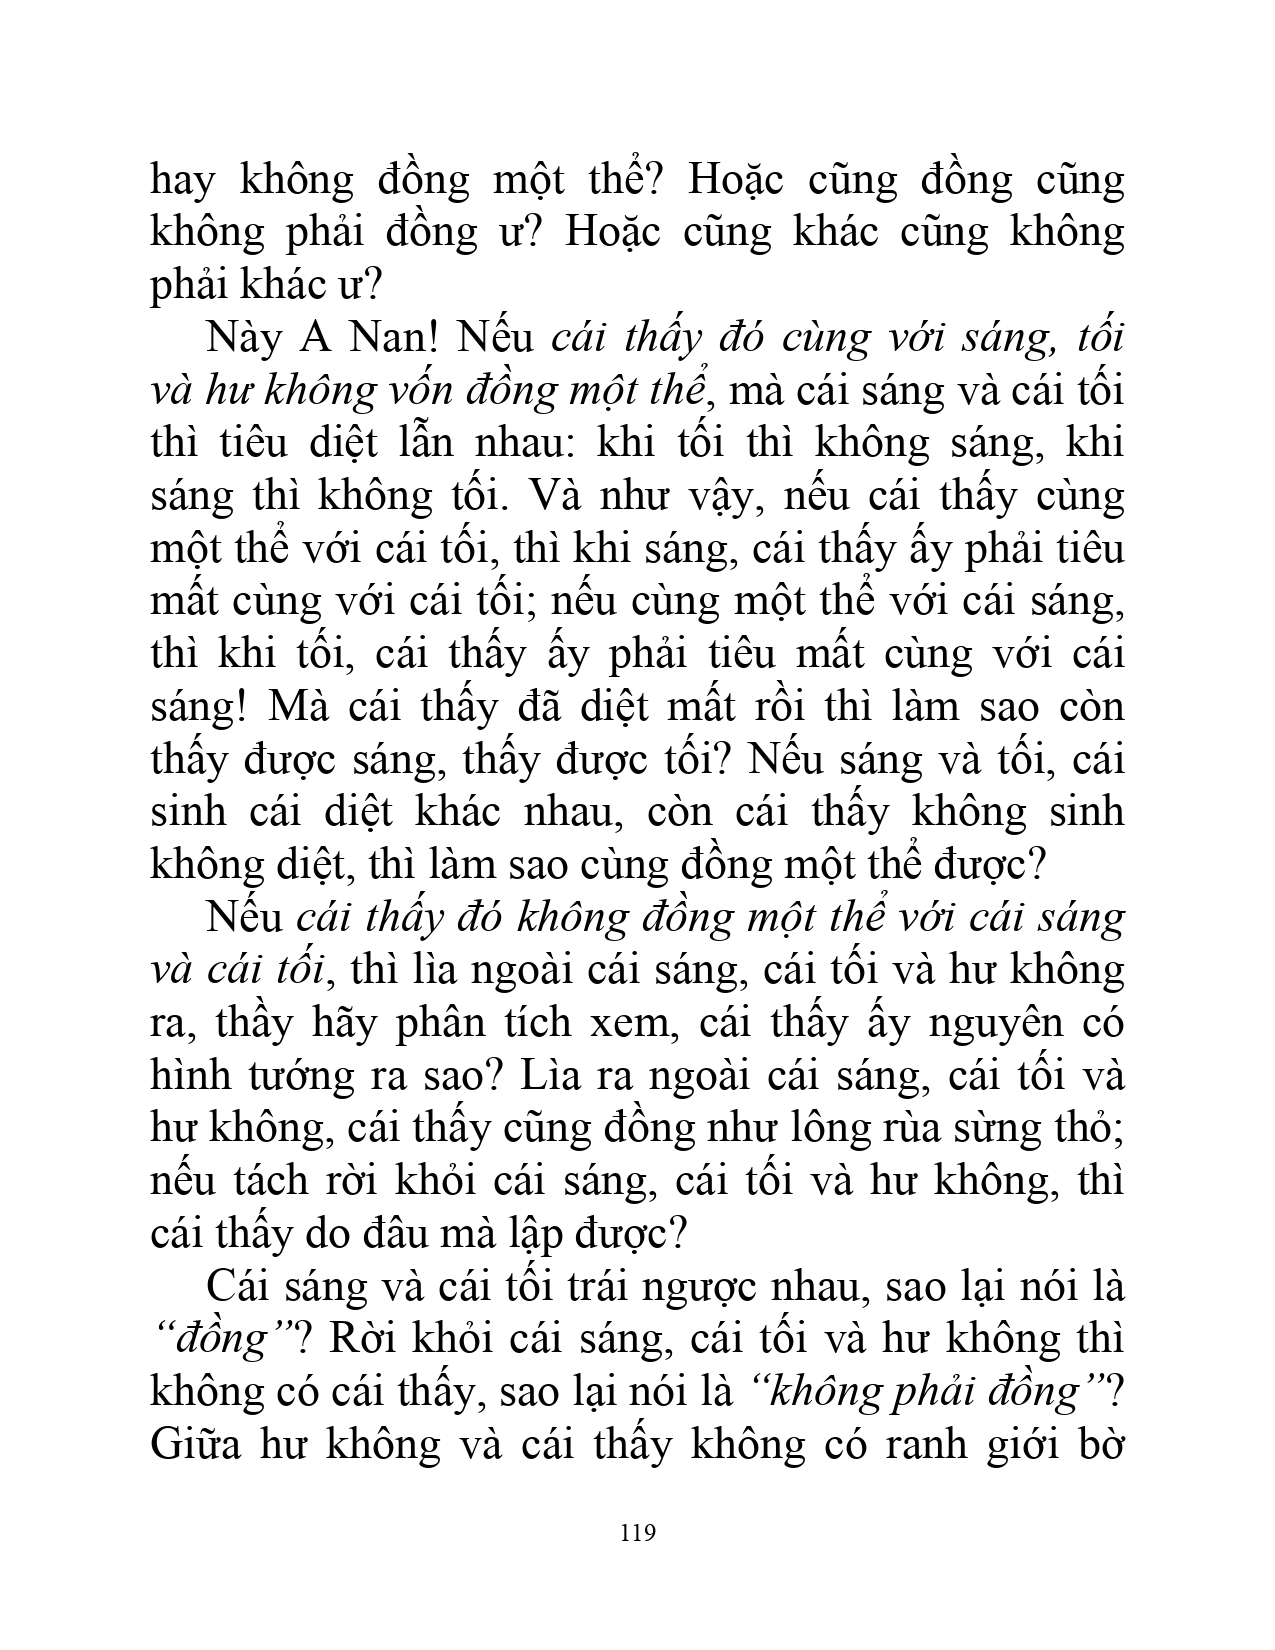 hay không đồng một thể? Hoặc cũng đồng cũng
không phải đồng ư? Hoặc cũng khác cũng không
phải khác ư?
Này A Nan! Nếu cái thấy đó cùng với sáng, tối
và hư không vốn đồng một thể, mà cái sáng và cái tối
thì tiêu diệt lẫn nhau: khi tối thì không sáng, khi
sáng thì không tối. Và như vậy, nếu cái thấy cùng
một thể với cái tối, thì khi sáng, cái thấy ấy phải tiêu
mất cùng với cái tối; nếu cùng một thể với cái sáng,
thì khi tối, cái thấy ấy phải tiêu mất cùng với cái
sáng! Mà cái thấy đã diệt mất rồi thì làm sao còn
thấy được sáng, thấy được tối? Nếu sáng và tối, cái
sinh cái diệt khác nhau, còn cái thấy không sinh
không diệt, thì làm sao cùng đồng một thể được?
Nếu cái thấy đó không đồng một thể với cái sáng
và cái tối, thì lìa ngoài cái sáng, cái tối và hư không
ra, thầy hãy phân tích xem, cái thấy ấy nguyên có
hình tướng ra sao? Lìa ra ngoài cái sáng, cái tối và
hư không, cái thấy cũng đồng như lông rùa sừng thỏ;
nếu tách rời khỏi cái sáng, cái tối và hư không, thì
cái thấy do đâu mà lập được?
Cái sáng và cái tối trái ngược nhau, sao lại nói là
“đồng”? Rời khỏi cái sáng, cái tối và hư không thì
không có cái thấy, sao lại nói là “không phải đồng”?
Giữa hư không và cái thấy không có ranh giới bờ
119